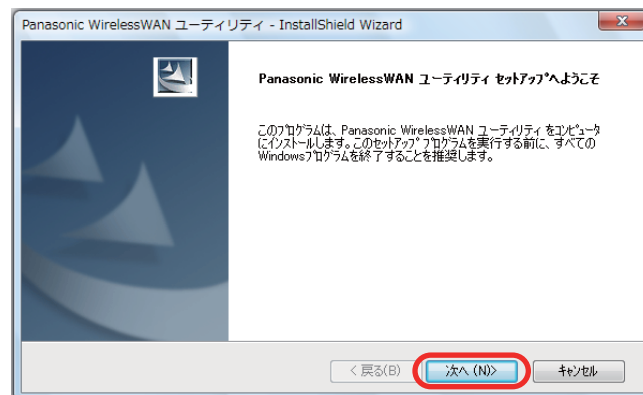 Panasonic WirelessWAN ユーティリティ - InstallShield Wizard
Panasonic WirelessWAN ユーティリティ セットアップへようこそ
このプログラムは、Panasonic WirelessWAN ユーティリティ をコンピュータ
にインストールします。このセットアップ プログラムを実行する前に、すべての
Windowsプログラムを終了することを推奨します。
< 戻る(B)
次へ (N)>
キャンセル